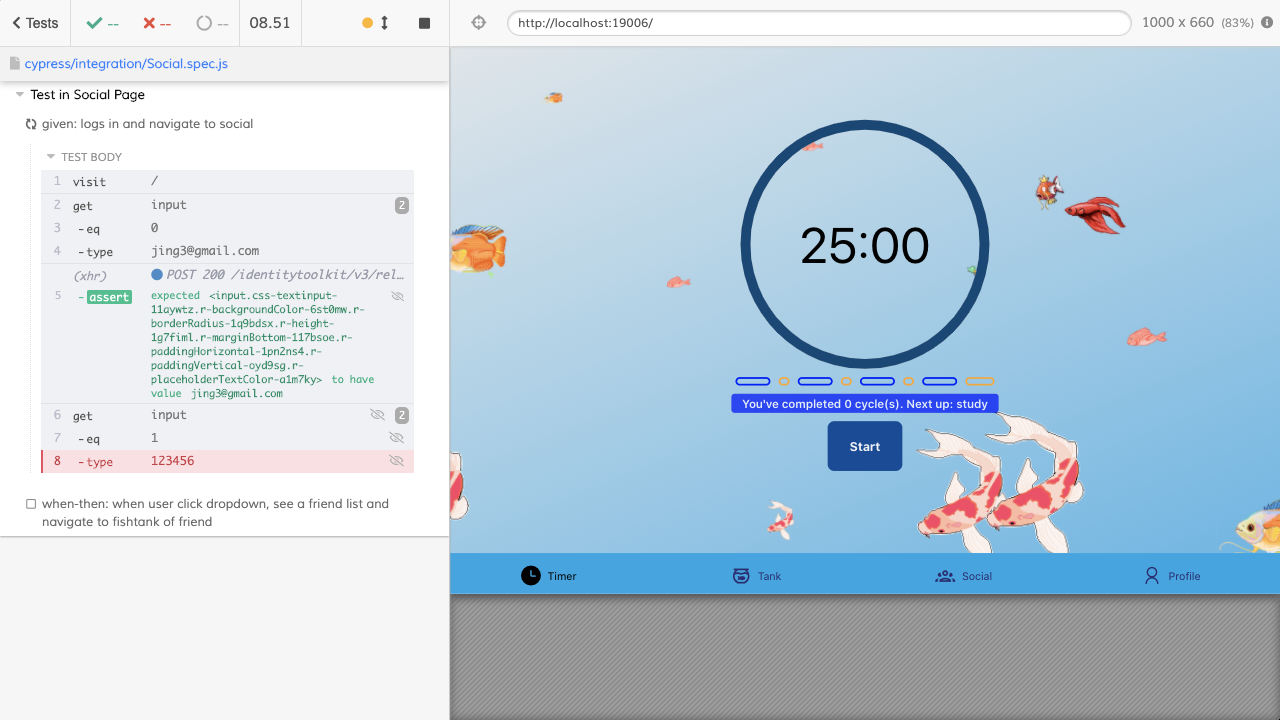 Tests
--
--
--
08.51
http://localhost:19006/
1000 x 660 (83%)
cypress/integration/Social.spec.js
Test in Social Page
given: logs in and navigate to social
TEST BODY
1 visit /
2 get input 2
3 -eq 0
4 -type jing3@gmail.com
(xhr) POST 200 /identitytoolkit/v3/rel…
5 -assert expected <input.css-textinput-
11aywtz.r-backgroundColor-6st0mw.r-
borderRadius-1q9bdsx.r-height-
1g7fiml.r-marginBottom-117bsoe.r-
paddingHorizontal-1pn2ns4.r-
paddingVertical-oyd9sg.r-
placeholderTextColor-a1m7ky> to have
value jing3@gmail.com
6 get input 2
7 -eq 1
8 -type 123456
when-then: when user click dropdown, see a friend list and
navigate to fishtank of friend
25:00
You've completed 0 cycle(s). Next up: study
Start
Timer
Tank
Social
Profile